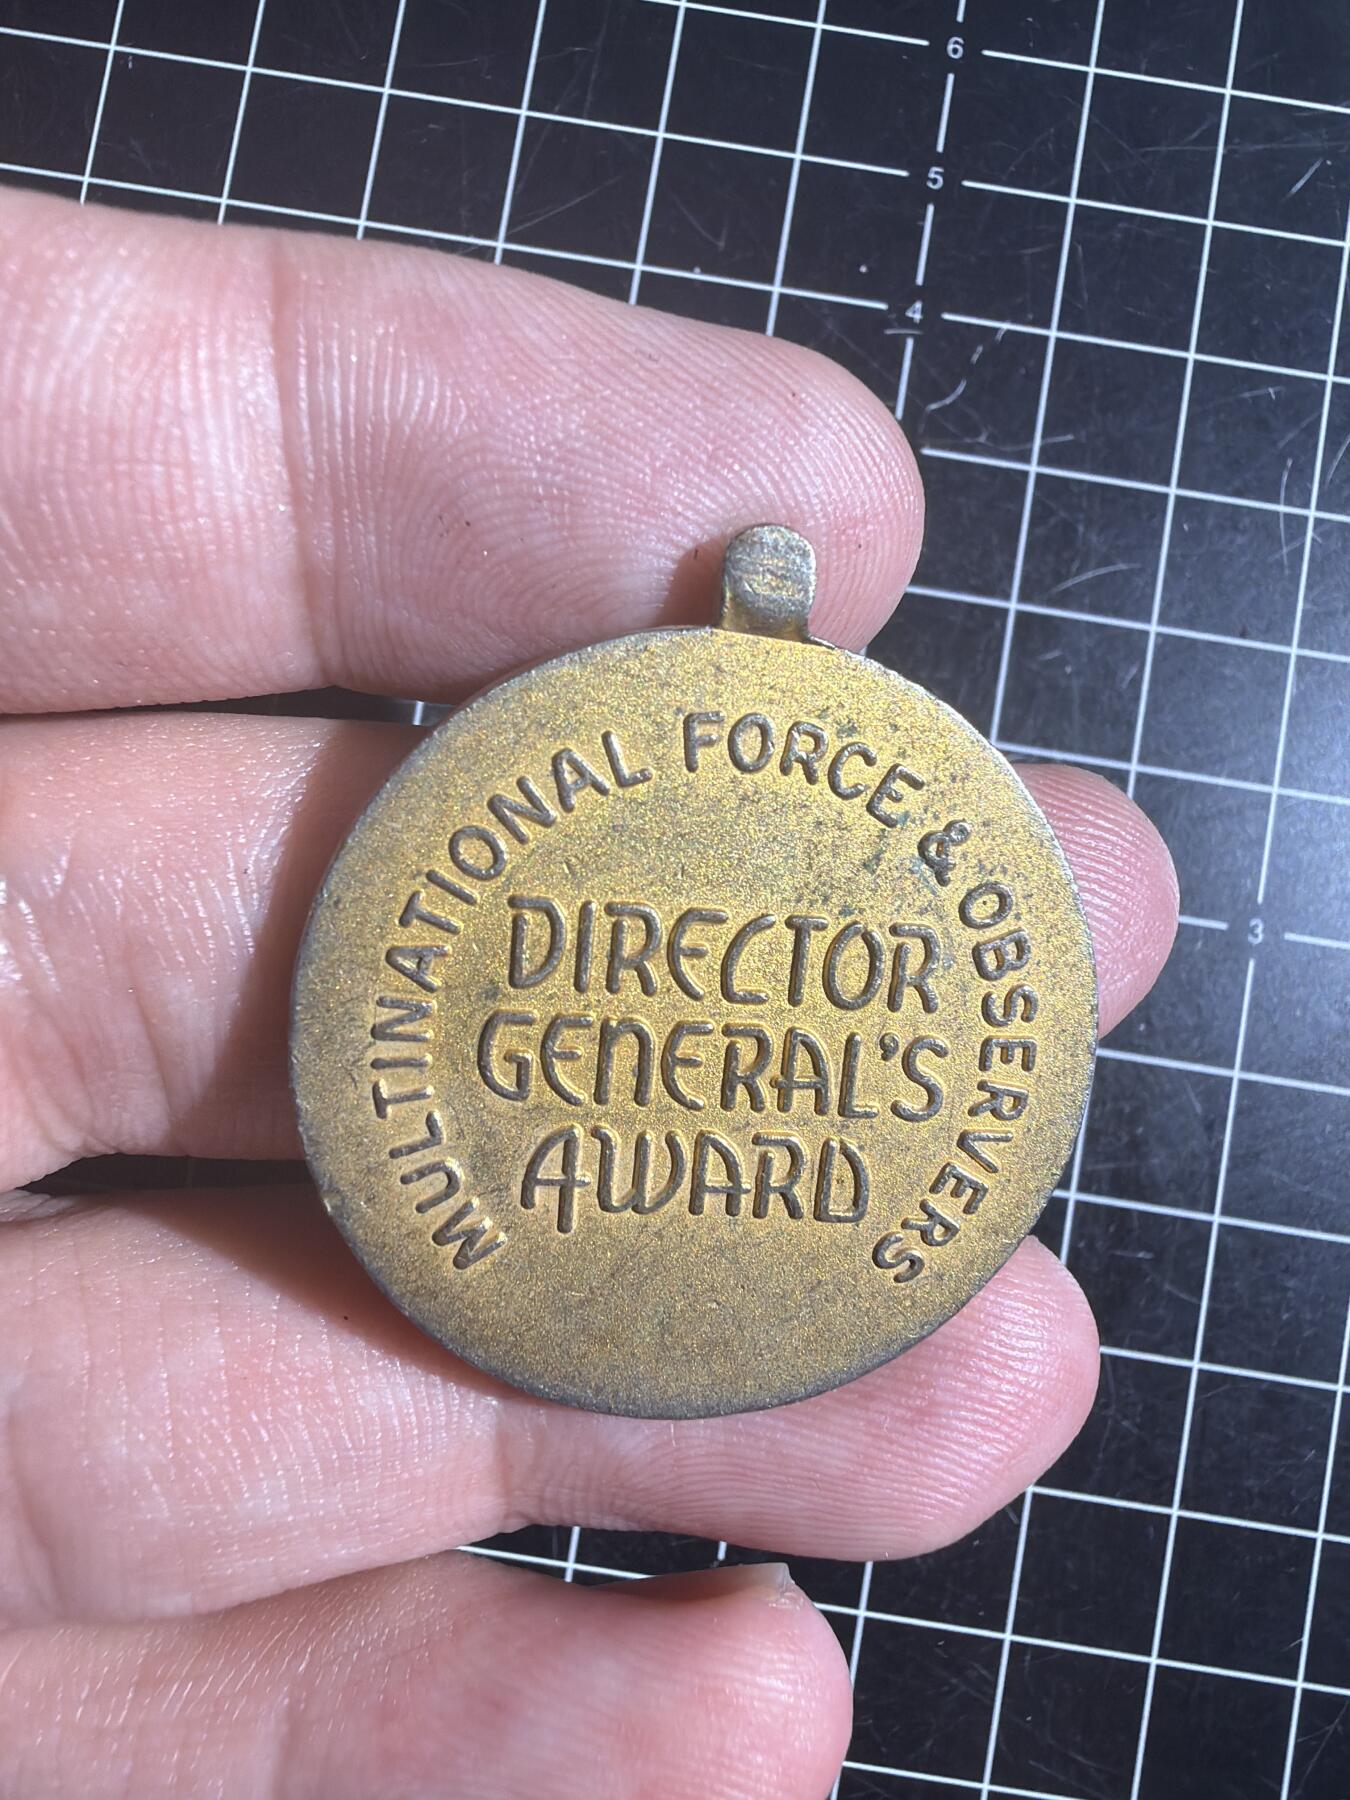 6
5
4
3
MULTINATIONAL FORCE & OBSERVERS
DIRECTOR
GENERAL'S
AWARD